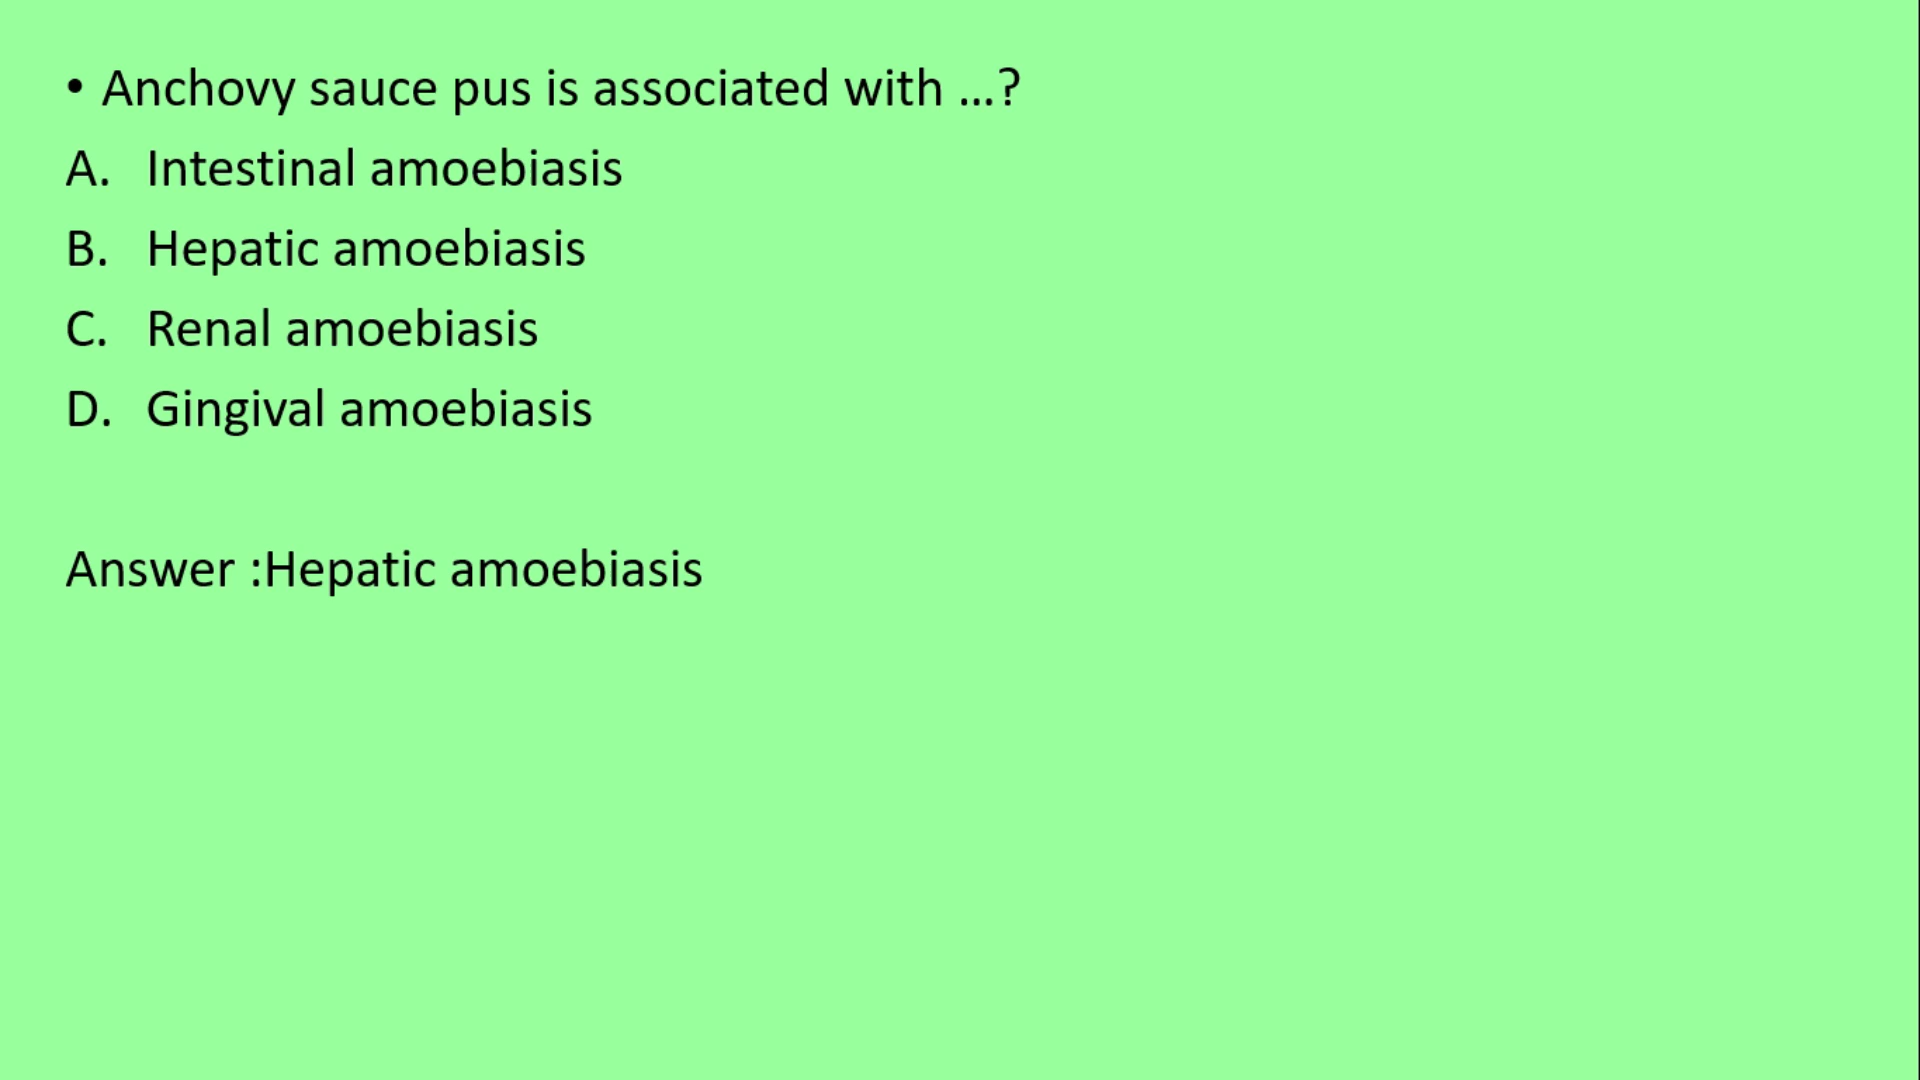 • Anchovy sauce pus is associated with ...?
A. Intestinal amoebiasis
B. Hepatic amoebiasis
C. Renal amoebiasis
D. Gingival amoebiasis
Answer :Hepatic amoebiasis